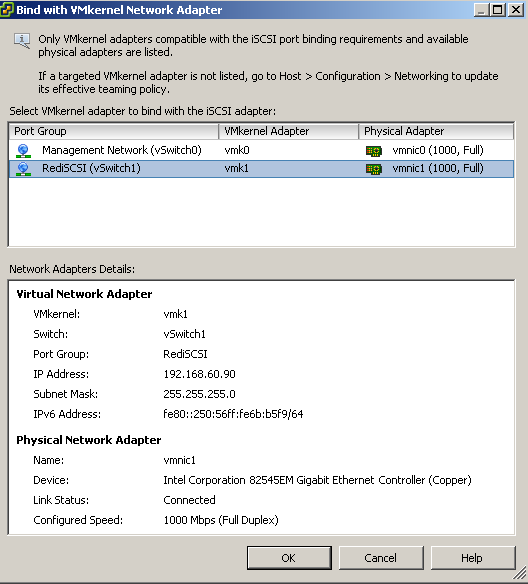 Bind with VMkernel Network Adapter
Only VMkernel adapters compatible with the iSCSI port binding requirements and available
physical adapters are listed.
If a targeted VMkernel adapter is not listed, go to Host > Configuration > Networking to update
its effective teaming policy.
Select VMkernel adapter to bind with the iSCSI adapter:
Port Group VMkernel Adapter Physical Adapter
Management Network (vSwitch0) vmk0 vmnic0 (1000, Full)
RediSCSI (vSwitch1) vmk1 vmnic1 (1000, Full)
Network Adapters Details:
Virtual Network Adapter
VMkernel: vmk1
Switch: vSwitch1
Port Group: RediSCSI
IP Address: 192.168.60.90
Subnet Mask: 255.255.255.0
IPv6 Address: fe80::250:56ff:fe6b:b5f9/64
Physical Network Adapter
Name: vmnic1
Device: Intel Corporation 82545EM Gigabit Ethernet Controller (Copper)
Link Status: Connected
Configured Speed: 1000 Mbps (Full Duplex)
OK Cancel Help